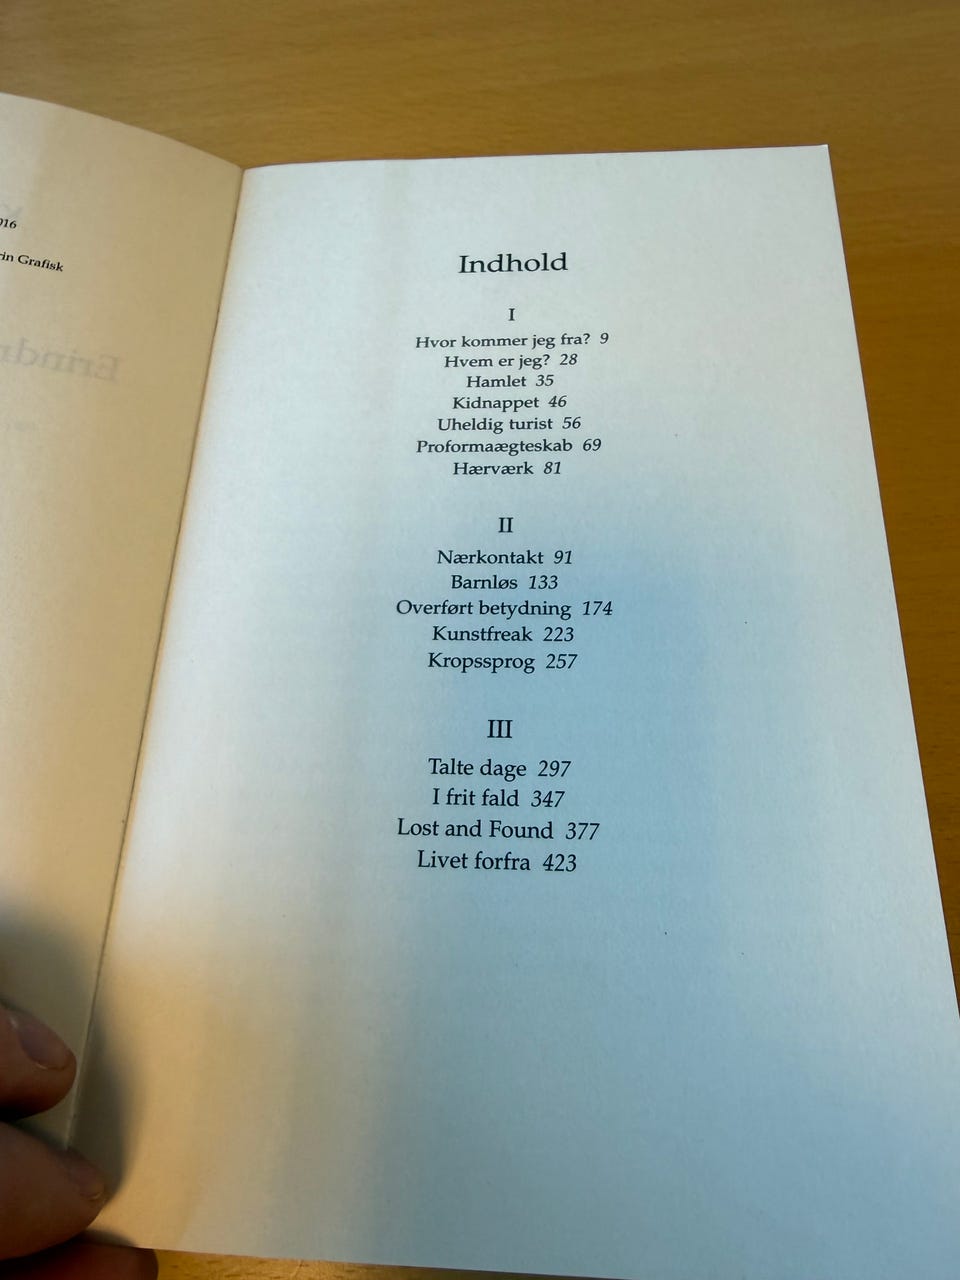 Grafisk
Indhold
I
Hvor kommer jeg fra? 9
Hvem er jeg? 28
Hamlet 35
Kidnappet 46
Uheldig turist 56
Proformaægteskab 69
Hærværk 81
II
Nærkontakt 91
Barnløs 133
Overført betydning 174
Kunstfreak 223
Kropssprog 257
III
Talte dage 297
I frit fald 347
Lost and Found 377
Livet forfra 423